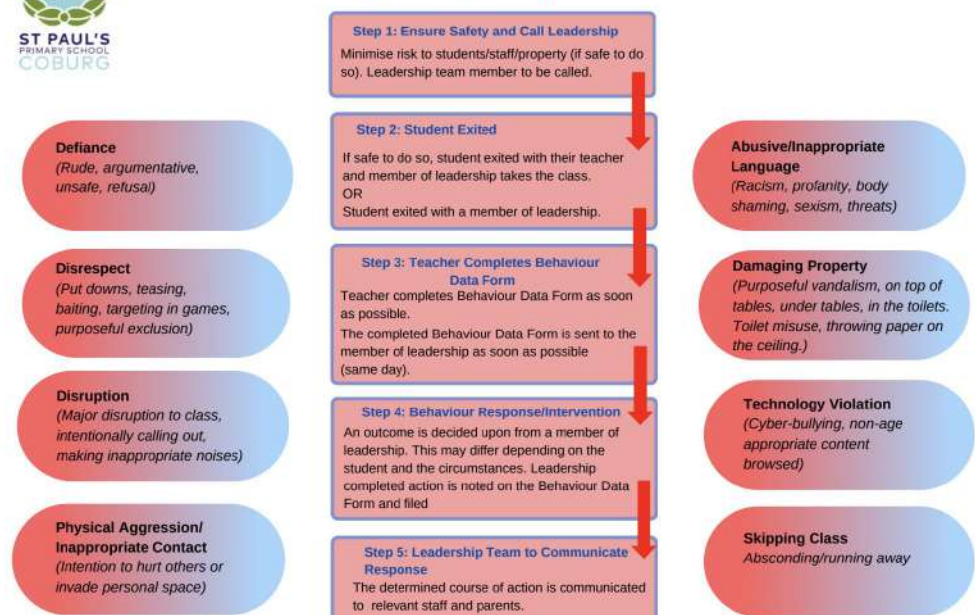 ST PAUL'S
PRIMARY SCHOOL
COBURG
Step 1: Ensure Safety and Call Leadership
Minimise risk to students/staff/property (if safe to do
so). Leadership team member to be called.
Step 2: Student Exited
If safe to do so, student exited with their teacher
and member of leadership takes the class.
OR
Student exited with a member of leadership.
Step 3: Teacher Completes Behaviour
Data Form
Teacher completes Behaviour Data Form as soon
as possible.
The completed Behaviour Data Form is sent to the
member of leadership as soon as possible
(same day).
Step 4: Behaviour Response/Intervention
An outcome is decided upon from a member of
leadership. This may differ depending on the
student and the circumstances. Leadership
completed action is noted on the Behaviour Data
Form and filed
Step 5: Leadership Team to Communicate
Response
The determined course of action is communicated
to relevant staff and parents.
Defiance
(Rude, argumentative,
unsafe, refusal)
Disrespect
(Put downs, teasing,
baiting, targeting in games,
purposeful exclusion)
Disruption
(Major disruption to class,
intentionally calling out,
making inappropriate noises)
Physical Aggression/
Inappropriate Contact
(Intention to hurt others or
invade personal space)
Abusive/Inappropriate
Language
(Racism, profanity, body
shaming, sexism, threats)
Damaging Property
(Purposeful vandalism, on top of
tables, under tables, in the toilets.
Toilet misuse, throwing paper on
the ceiling.)
Technology Violation
(Cyber-bullying, non-age
appropriate content
browsed)
Skipping Class
Absconding/running away